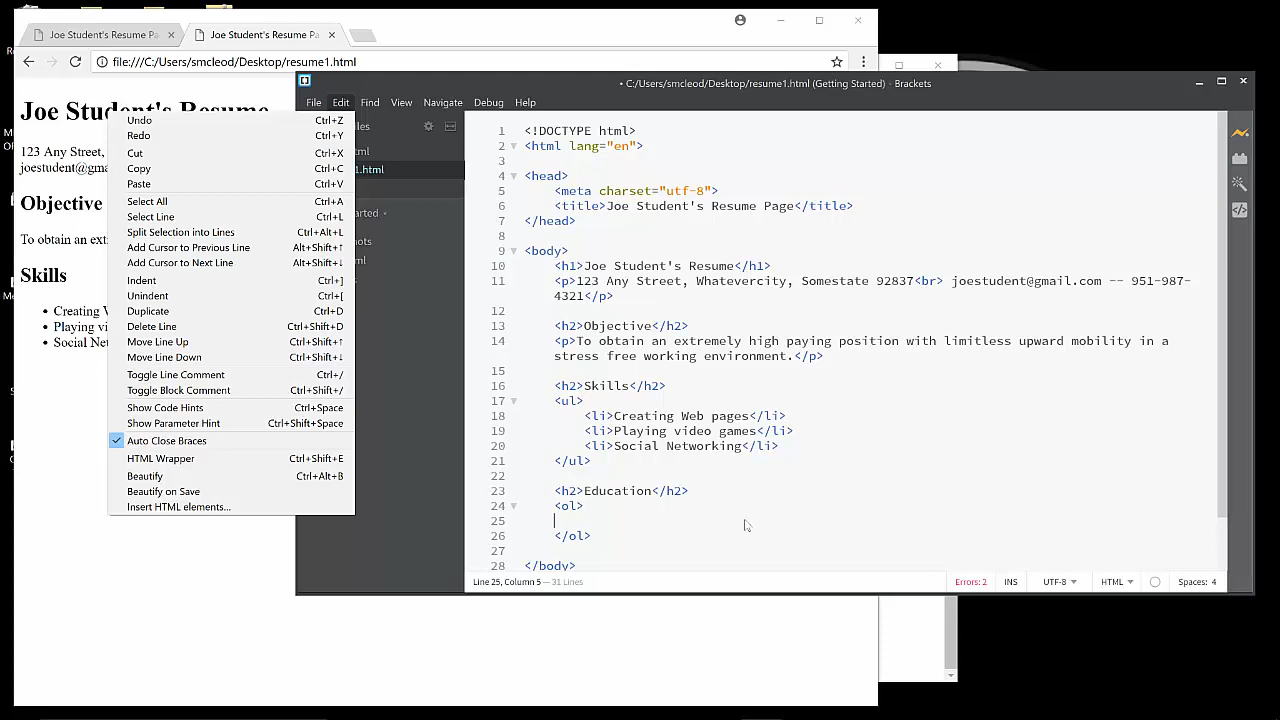 Joe Student's Resume Pa
Joe Student's Resume Pa
file:///C:/Users/smcleod/Desktop/resume1.html
Joe Student's Resume
123 Any Street,
joestudent@gma
Objective
To obtain an ext
Skills
Creating W
Playing vi
Social Net
C:/Users/smcleod/Desktop/resume1.html (Getting Started) - Brackets
File Edit Find View Navigate Debug Help
Undo Ctrl+Z
Redo Ctrl+Y
Cut Ctrl+X
Copy Ctrl+C
Paste Ctrl+V
Select All Ctrl+A
Select Line Ctrl+L
Split Selection into Lines Ctrl+Alt+L
Add Cursor to Previous Line Alt+Shift+↑
Add Cursor to Next Line Alt+Shift+↓
Indent Ctrl+]
Unindent Ctrl+[
Duplicate Ctrl+D
Delete Line Ctrl+Shift+D
Move Line Up Ctrl+Shift+↑
Move Line Down Ctrl+Shift+↓
Toggle Line Comment Ctrl+/
Toggle Block Comment Ctrl+Shift+/
Show Code Hints Ctrl+Space
Show Parameter Hint Ctrl+Shift+Space
Auto Close Braces
HTML Wrapper Ctrl+Shift+E
Beautify Ctrl+Alt+B
Beautify on Save
Insert HTML elements...
les
tml
1.html
arted
hots
ml
1 <!DOCTYPE html>
2 <html lang="en">
3
4 <head>
5 <meta charset="utf-8">
6 <title>Joe Student's Resume Page</title>
7 </head>
8
9 <body>
10 <h1>Joe Student's Resume</h1>
11 <p>123 Any Street, Whatevercity, Somestate 92837<br> joestudent@gmail.com -- 951-987-
4321</p>
12
13 <h2>Objective</h2>
14 <p>To obtain an extremely high paying position with limitless upward mobility in a
stress free working environment.</p>
15
16 <h2>Skills</h2>
17 <ul>
18 <li>Creating Web pages</li>
19 <li>Playing video games</li>
20 <li>Social Networking</li>
21 </ul>
22
23 <h2>Education</h2>
24 <ol>
25
26 </ol>
27
28 </body>
Line 25, Column 5 — 31 Lines
Errors: 2 INS UTF-8 HTML Spaces: 4